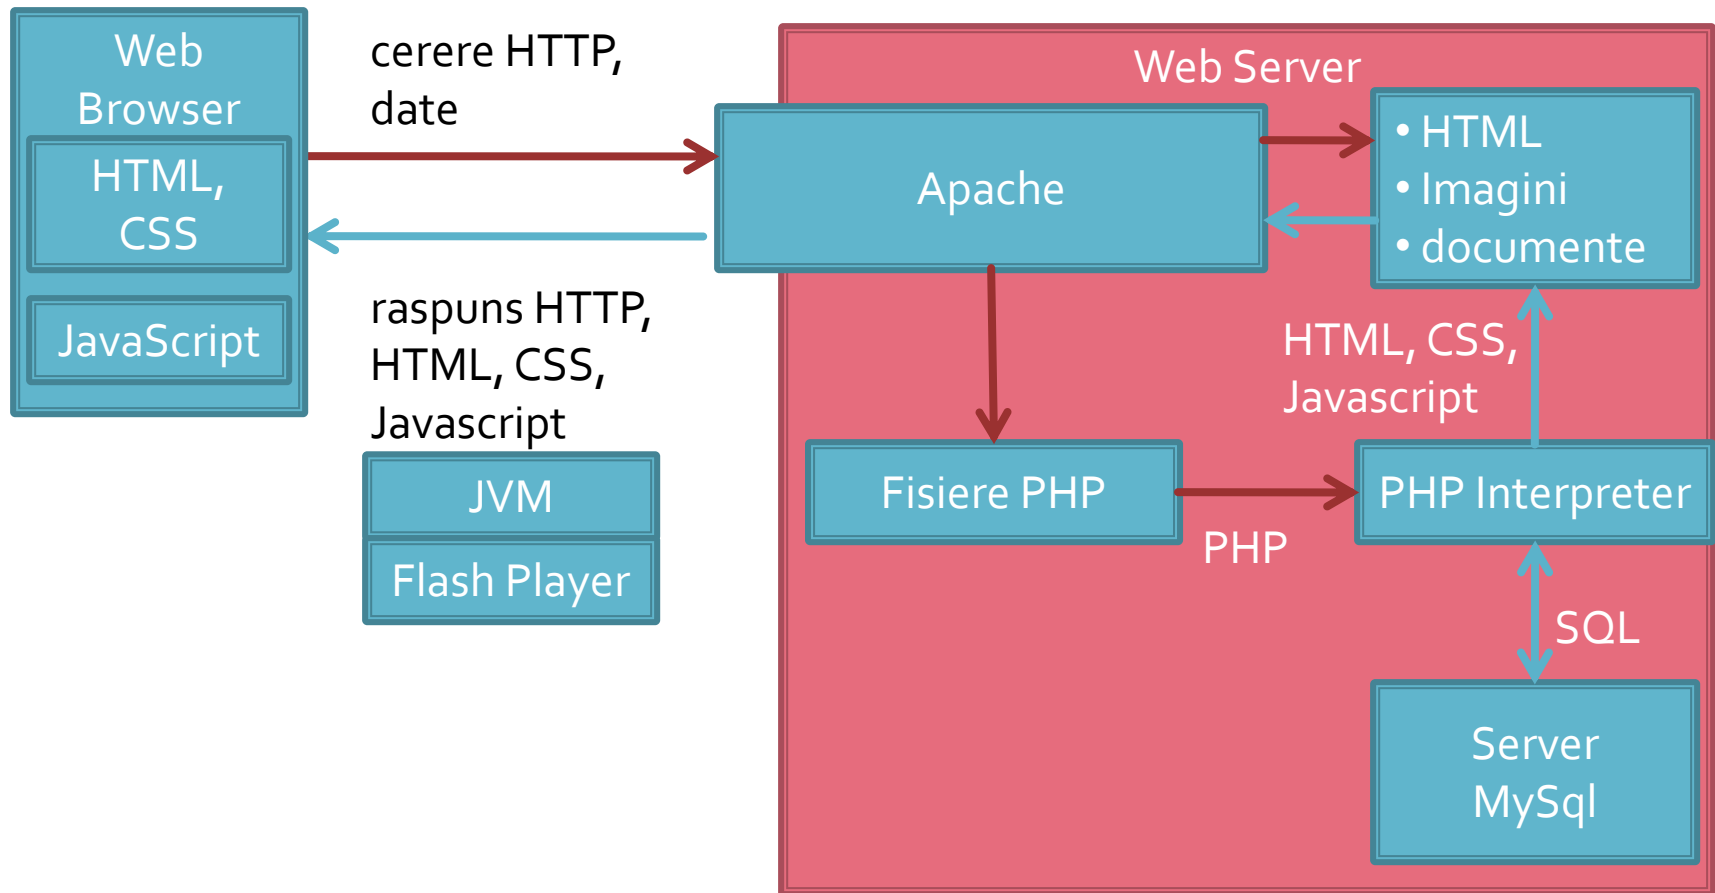 Web
Browser
HTML,
CSS
JavaScript
cerere HTTP,
date
raspuns HTTP,
HTML, CSS,
Javascript
JVM
Flash Player
Web Server
Apache
• HTML
• Imagini
• documente
HTML, CSS,
Javascript
Fisiere PHP
PHP
PHP Interpreter
SQL
Server
MySql